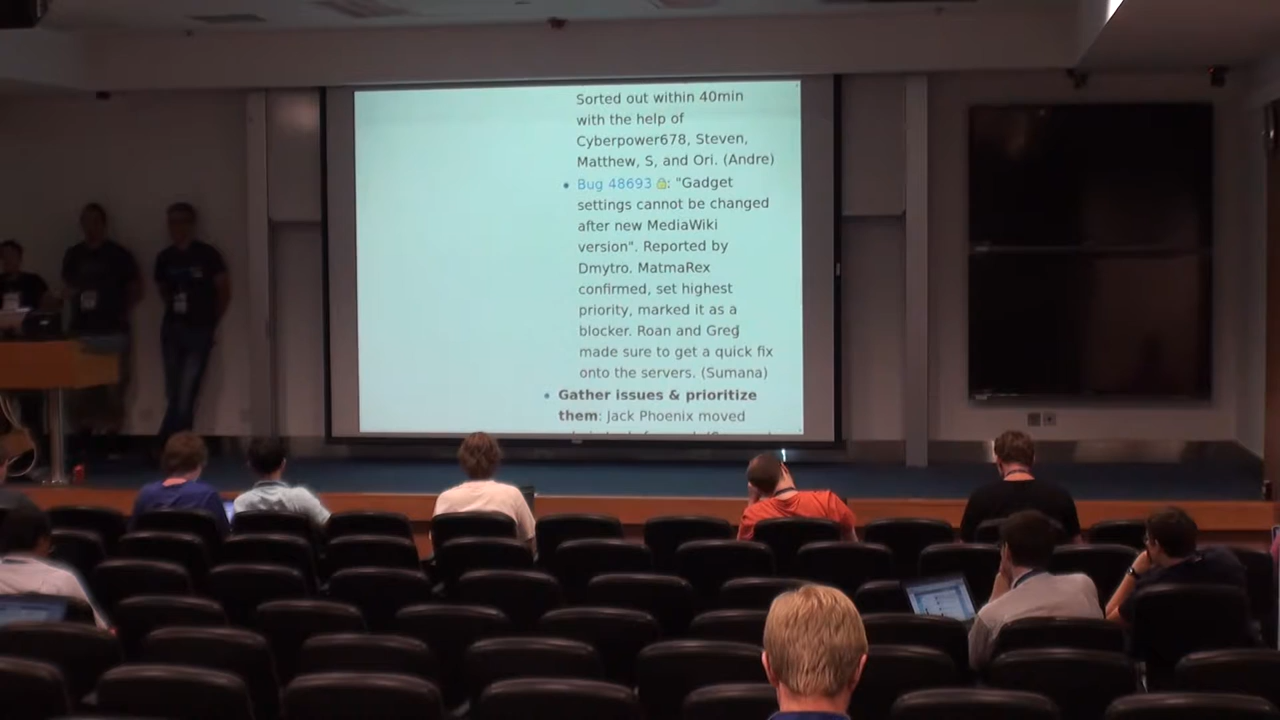 Sorted out within 40min
with the help of
Cyberpower678, Steven,
Matthew, S, and Ori. (Andre)
• Bug 48693 : "Gadget
settings cannot be changed
after new MediaWiki
version". Reported by
Dmytro. MatmaRex
confirmed, set highest
priority, marked it as a
blocker. Roan and Greg
made sure to get a quick fix
onto the servers. (Sumana)
• Gather issues & prioritize
them: Jack Phoenix moved